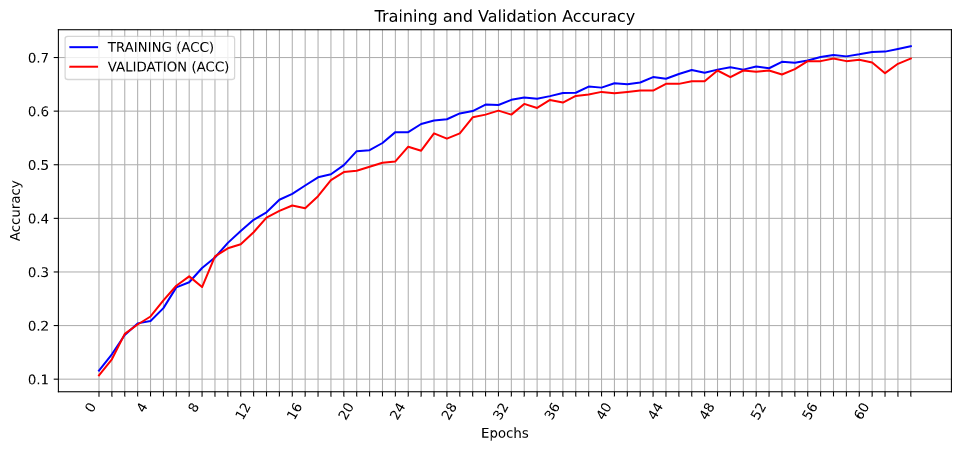 Training and Validation Accuracy
TRAINING (ACC)
VALIDATION (ACC)
Accuracy
0.7
0.6
0.5
0.4
0.3
0.2
0.1
0 4 8 12 16 20 24 28 32 36 40 44 48 52 56 60
Epochs